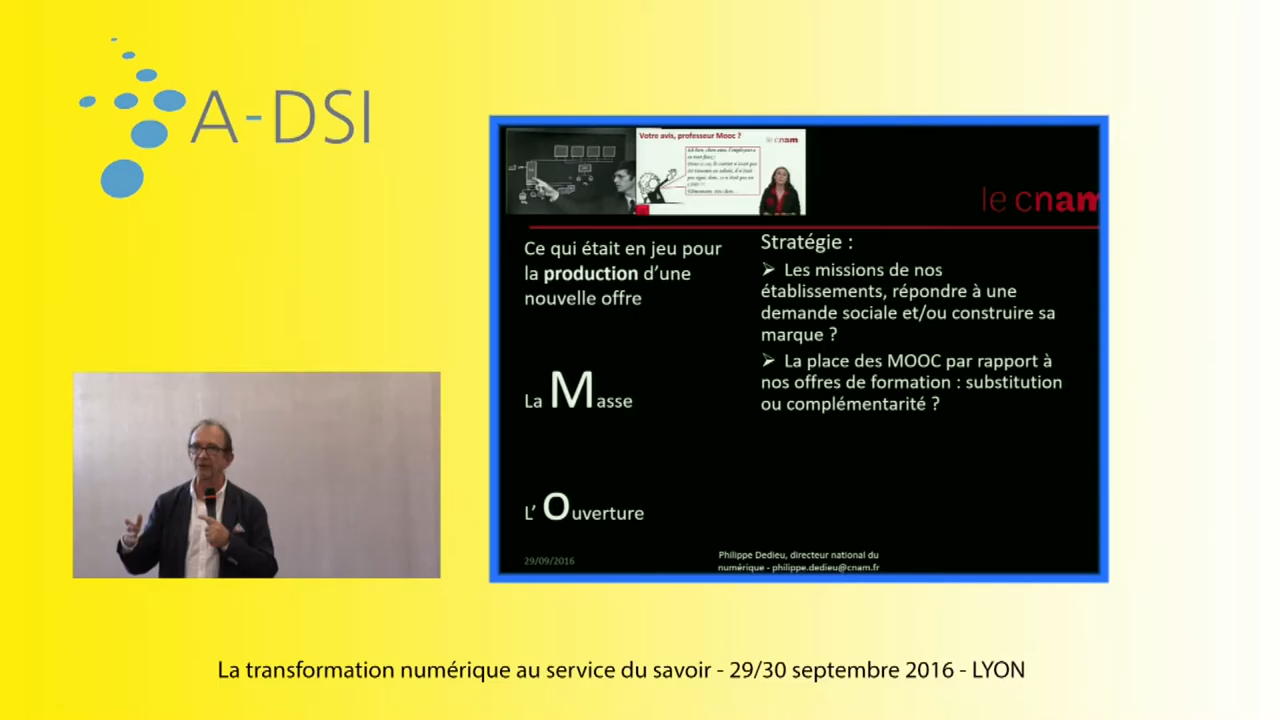 A-DSI
Votre avis, professeur Mooc ?
le cnam
le cnam
Ce qui était en jeu pour
la production d'une
nouvelle offre
La Masse
L' Ouverture
Stratégie :
➢ Les missions de nos
établissements, répondre à une
demande sociale et/ou construire sa
marque ?
➢ La place des MOOC par rapport à
nos offres de formation : substitution
ou complémentarité ?
29/09/2016
Philippe Dedieu, directeur national du
numérique - philippe.dedieu@cnam.fr
La transformation numérique au service du savoir - 29/30 septembre 2016 - LYON